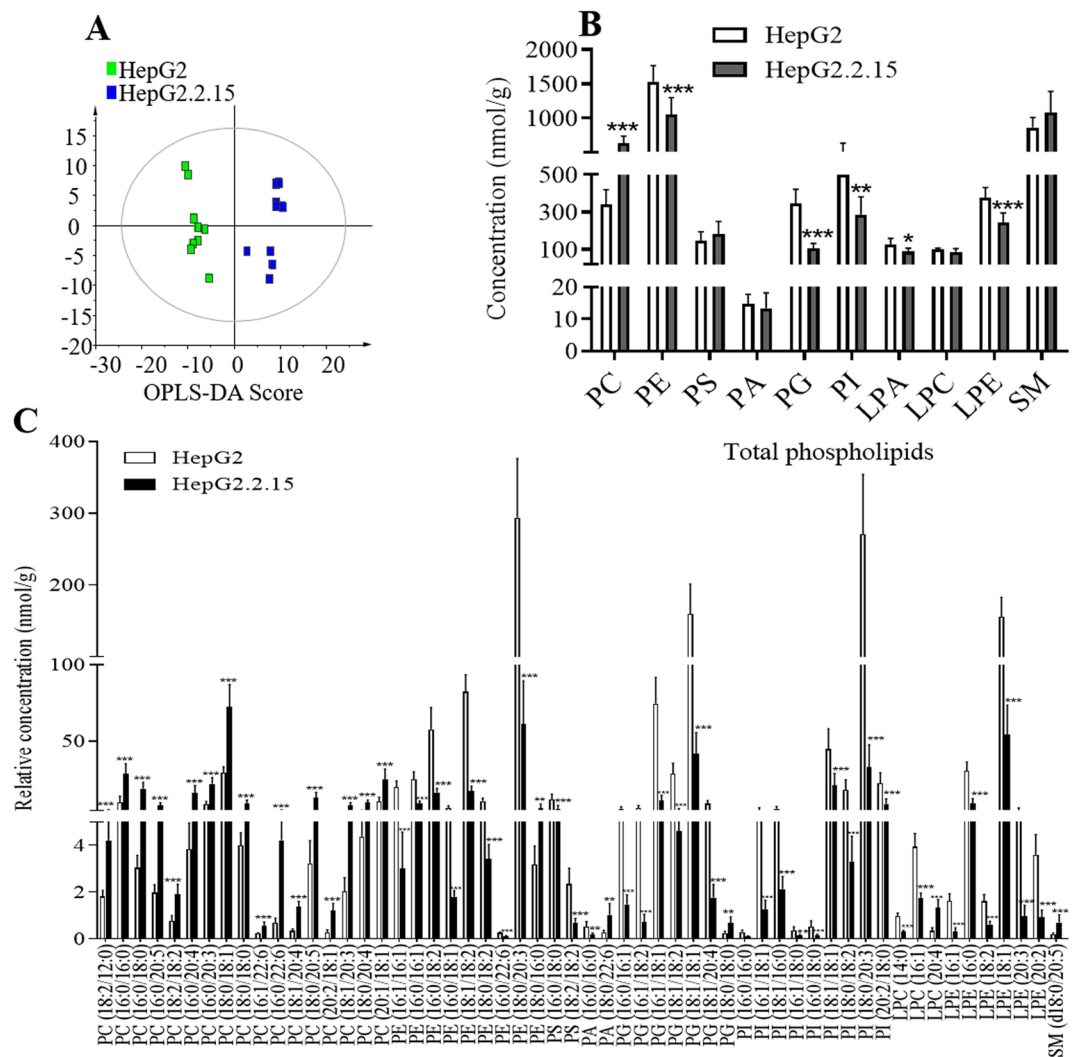 A
HepG2
HepG2.2.15
15
10
5
0
-5
-10
-15
-20
-30
-20
-10
0
10
20
OPLS-DA Score
B
HepG2
HepG2.2.15
Concentration (nmol/g)
2000
1500
1000
500
300
100
20
10
0
***
***
***
**
*
***
PC
PE
PS
PA
PG
PI
LPA
LPC
LPE
SM
C
HepG2
HepG2.2.15
Total phospholipids
Relative concentration (nmol/g)
400
300
200
100
50
4
2
0
PC (18:2/12:0)
PC (16:0/16:0)
PC (16:0/18:0)
PC (16:0/20:5)
PC (18:2/18:2)
PC (16:0/20:4)
PC (16:0/20:3)
PC (18:0/18:1)
PC (18:0/18:0)
PC (16:1/22:6)
PC (16:0/22:6)
PC (18:1/20:4)
PC (18:0/20:5)
PC (20:2/18:1)
PC (18:1/20:3)
PC (18:0/20:4)
PC (20:1/18:1)
PE (16:1/16:1)
PE (16:0/16:1)
PE (16:0/18:2)
PE (16:0/18:1)
PE (18:1/18:2)
PE (18:0/18:2)
PE (16:0/22:6)
PE (18:0/20:3)
PE (18:0/16:0)
PS (16:0/18:0)
PS (18:2/18:2)
PA (16:0/16:0)
PA (18:0/22:6)
PG (16:0/16:1)
PG (16:1/18:2)
PG (16:1/18:1)
PG (18:1/18:2)
PG (18:1/18:1)
PG (18:1/20:4)
PG (18:0/18:0)
PI (16:0/16:0)
PI (16:1/18:1)
PI (18:1/16:0)
PI (16:1/18:0)
PI (16:0/18:0)
PI (18:1/18:1)
PI (18:0/18:2)
PI (18:0/20:3)
PI (20:2/18:0)
LPC (14:0)
LPC (16:1)
LPC (20:4)
LPE (16:1)
LPE (16:0)
LPE (18:2)
LPE (18:1)
LPE (20:3)
LPE (20:2)
SM (d18:0/20:5)